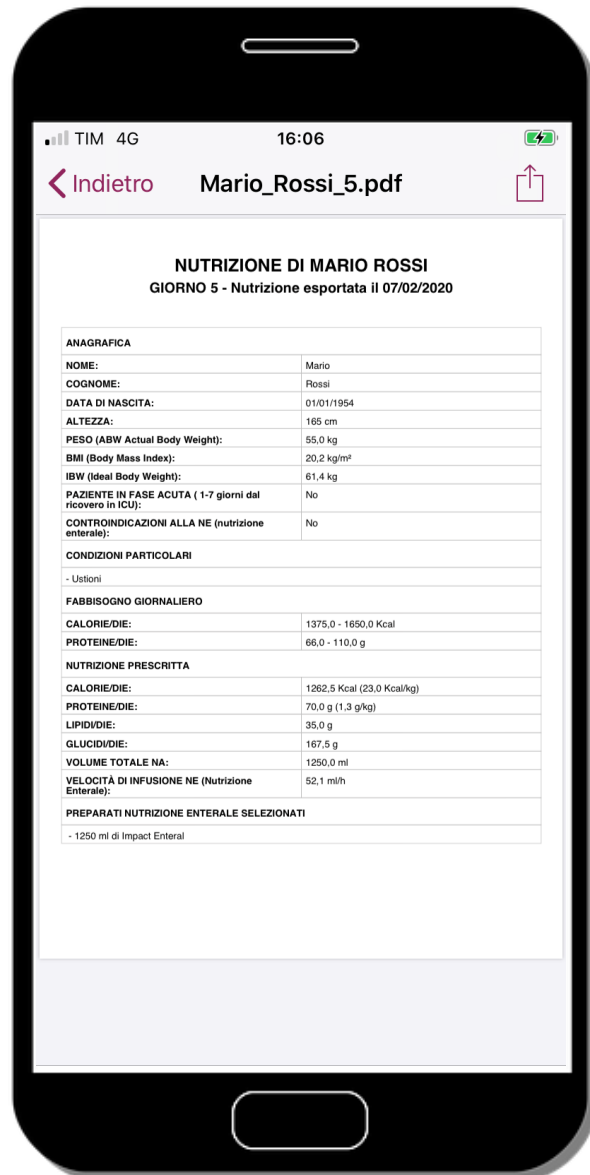 TIM 4G 16:06
Indietro Mario_Rossi_5.pdf
NUTRIZIONE DI MARIO ROSSI
GIORNO 5 - Nutrizione esportata il 07/02/2020
ANAGRAFICA
NOME: Mario
COGNOME: Rossi
DATA DI NASCITA: 01/01/1954
ALTEZZA: 165 cm
PESO (ABW Actual Body Weight): 55,0 kg
BMI (Body Mass Index): 20,2 kg/m²
IBW (Ideal Body Weight): 61,4 kg
PAZIENTE IN FASE ACUTA ( 1-7 giorni dal No
ricovero in ICU):
CONTROINDICAZIONI ALLA NE (nutrizione No
enterale):
CONDIZIONI PARTICOLARI
- Ustioni
FABBISOGNO GIORNALIERO
CALORIE/DIE: 1375,0 - 1650,0 Kcal
PROTEINE/DIE: 66,0 - 110,0 g
NUTRIZIONE PRESCRITTA
CALORIE/DIE: 1262,5 Kcal (23,0 Kcal/kg)
PROTEINE/DIE: 70,0 g (1,3 g/kg)
LIPIDI/DIE: 35,0 g
GLUCIDI/DIE: 167,5 g
VOLUME TOTALE NA: 1250,0 ml
VELOCITÀ DI INFUSIONE NE (Nutrizione 52,1 ml/h
Enterale):
PREPARATI NUTRIZIONE ENTERALE SELEZIONATI
- 1250 ml di Impact Enteral